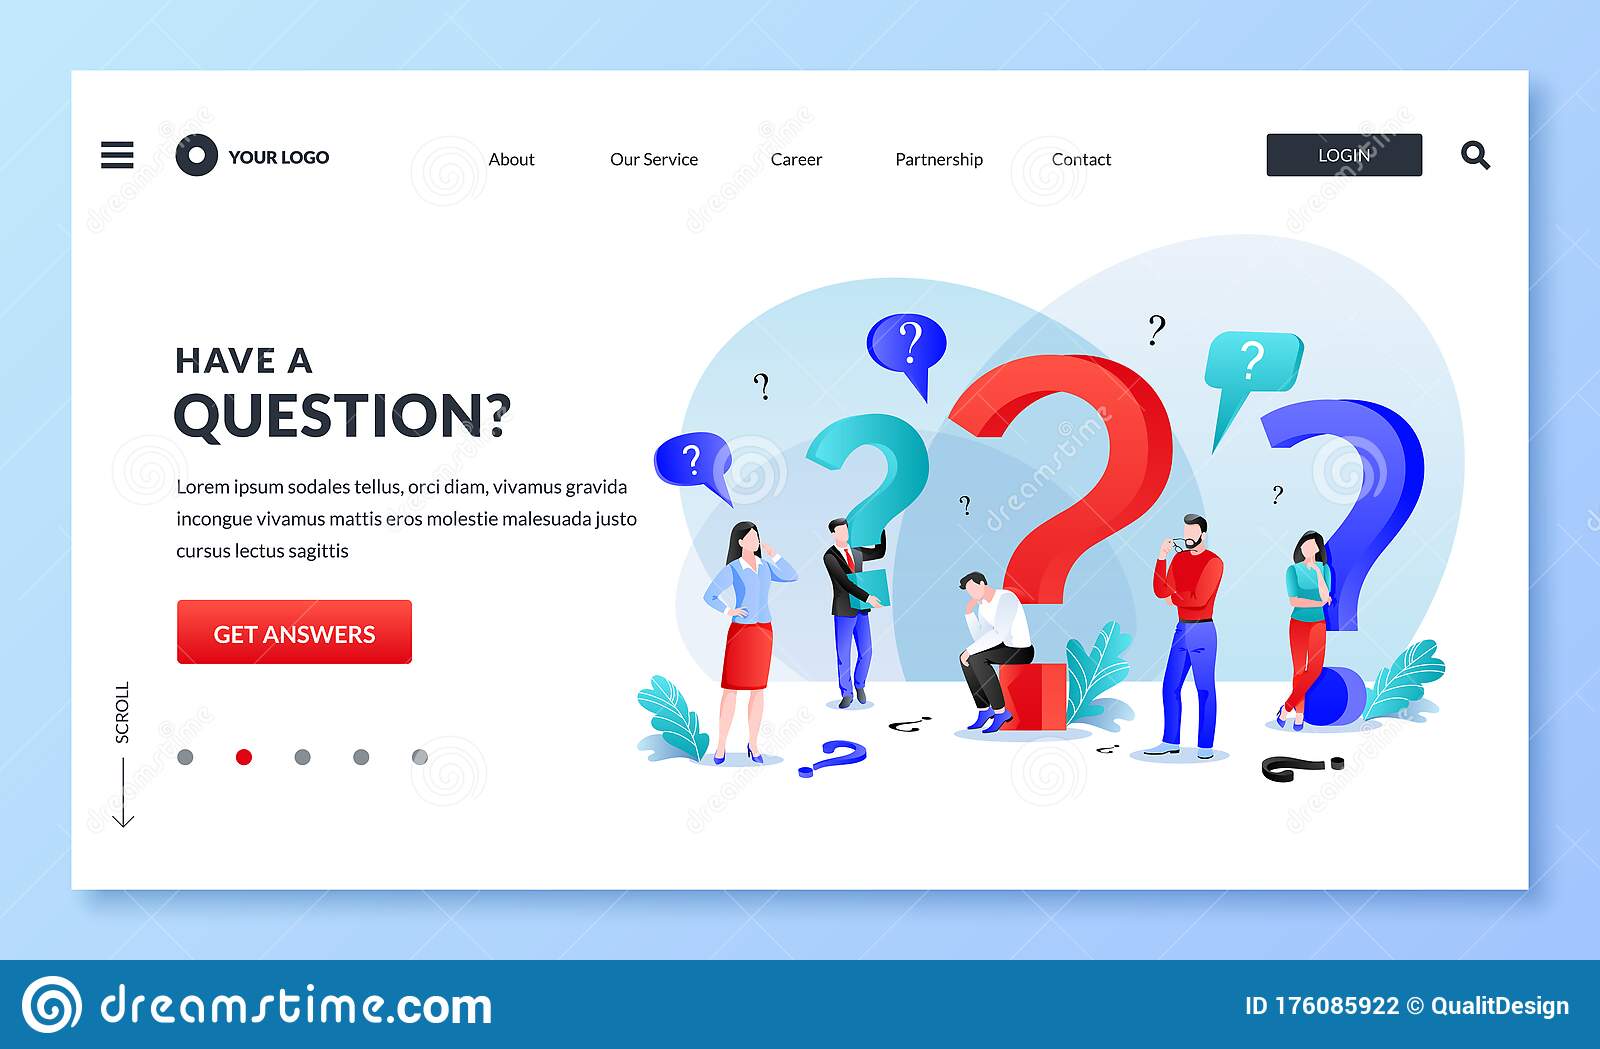 YOUR LOGO
About
Our Service
Career
Partnership
Contact
LOGIN
HAVE A
QUESTION?
Lorem ipsum sodales tellus, orci diam, vivamus gravida
incongue vivamus mattis eros molestie malesuada justo
cursus lectus sagittis
GET ANSWERS
SCROLL
?
?
?
?
?
?
?
?
?
?
?
?
?
?
dreamstime.com
ID 176085922 © QualitDesign